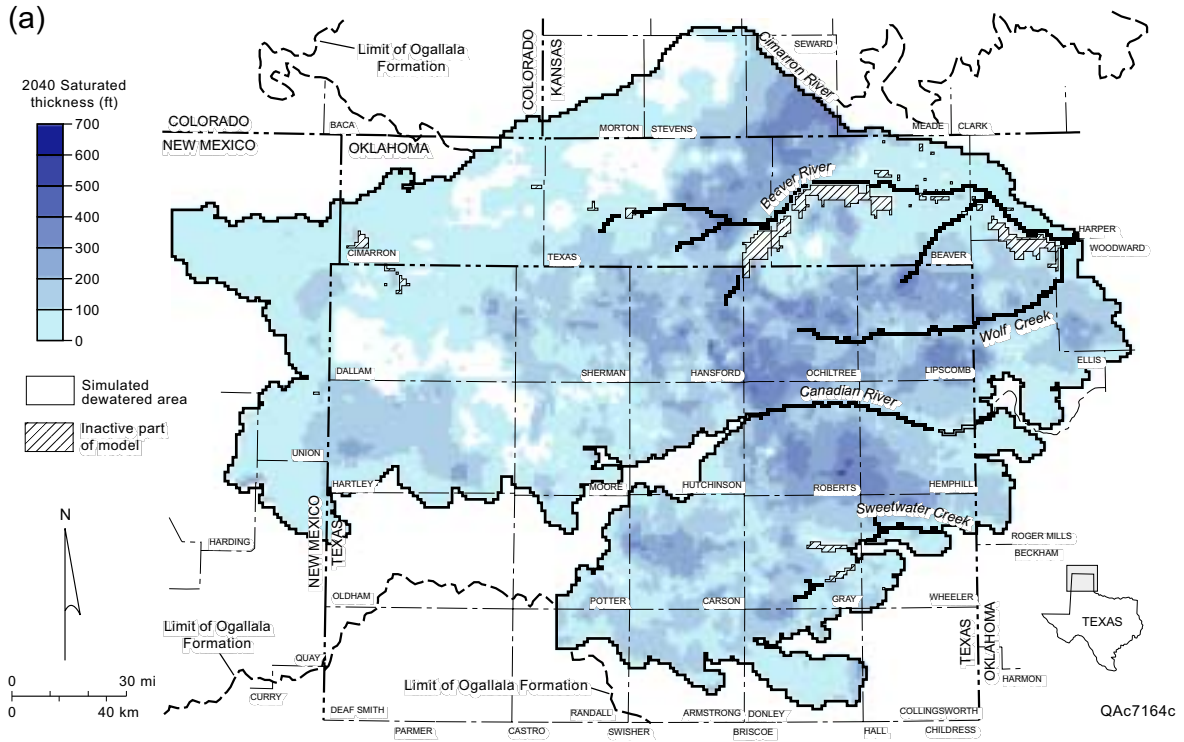 (a)
Limit of Ogallala
Formation
2040 Saturated
thickness (ft)
700
600
500
400
300
200
100
0
Simulated
dewatered area
Inactive part
of model
COLORADO
NEW MEXICO
BACA
OKLAHOMA
COLORADO
KANSAS
MORTON
STEVENS
SEWARD
Cimarron River
MEADE
CLARK
Beaver River
CIMARRON
TEXAS
BEAVER
HARPER
WOODWARD
Wolf Creek
ELLIS
DALLAM
SHERMAN
HANSFORD
OCHILTREE
LIPSCOMB
Canadian River
UNION
HARTLEY
MOORE
HUTCHINSON
ROBERTS
HEMPHILL
Sweetwater Creek
N
HARDING
NEW MEXICO
TEXAS
ROGER MILLS
BECKHAM
OLDHAM
POTTER
CARSON
GRAY
WHEELER
TEXAS
OKLAHOMA
TEXAS
Limit of Ogallala
Formation
QUAY
CURRY
HARMON
0 30 mi
0 40 km
Limit of Ogallala Formation
DEAF SMITH
RANDALL
ARMSTRONG
DONLEY
COLLINGSWORTH
PARMER
CASTRO
SWISHER
BRISCOE
HALL
CHILDRESS
QAc7164c